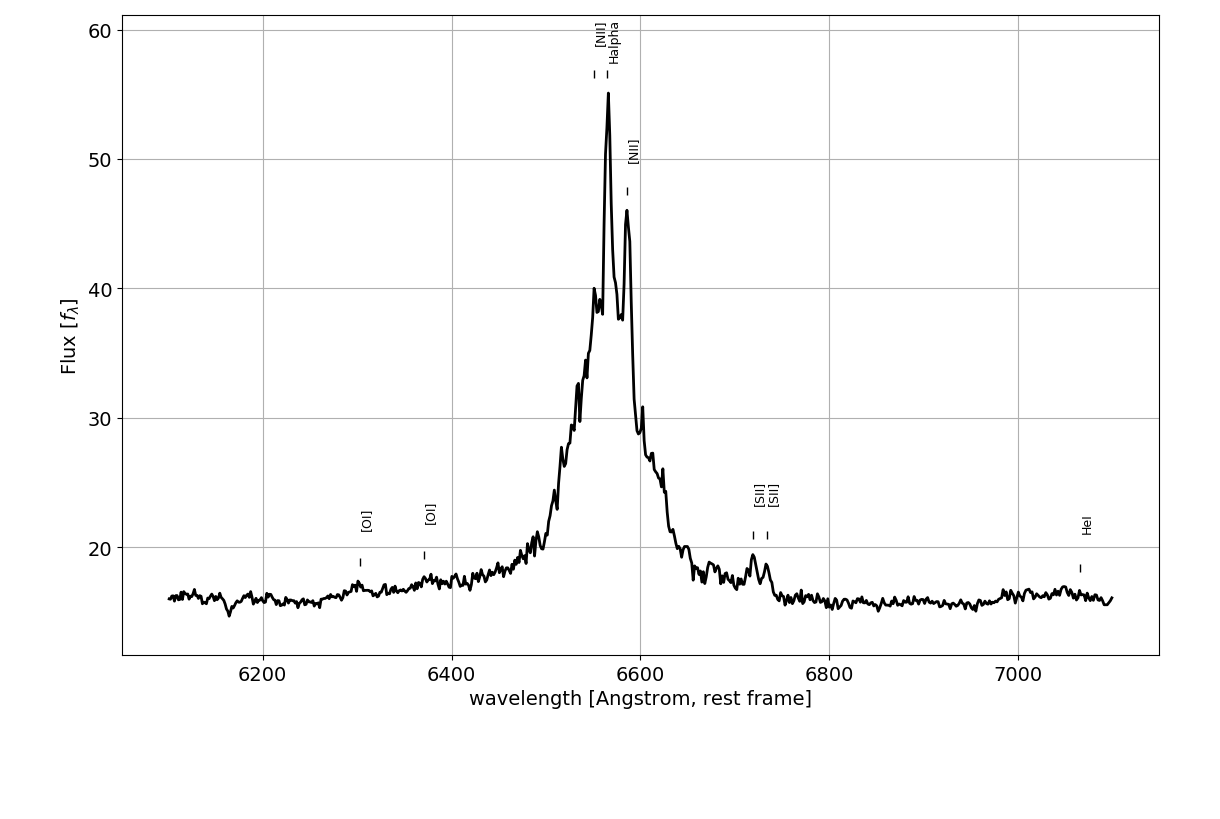 [NII]
Halpha
[NII]
[OI]
[OI]
[SII]
[SII]
HeI
60
50
40
30
20
Flux [fλ]
6200 6400 6600 6800 7000
wavelength [Angstrom, rest frame]